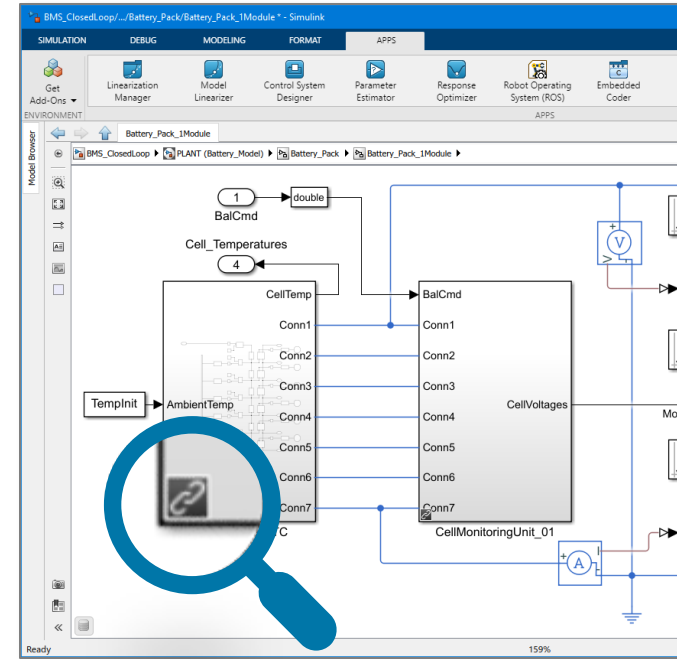 BMS_ClosedLoop/.../Battery_Pack/Battery_Pack_1Module * - Simulink
SIMULATION DEBUG MODELING FORMAT APPS
Get Add-Ons
Linearization Manager
Model Linearizer
Control System Designer
Parameter Estimator
Response Optimizer
Robot Operating System (ROS)
Embedded Coder
ENVIRONMENT APPS
Model Browser
Battery_Pack_1Module
BMS_ClosedLoop PLANT (Battery_Model) Battery_Pack Battery_Pack_1Module
1
double
BalCmd
Cell_Temperatures
4
V
CellTemp
BalCmd
Conn1
Conn1
Conn2
Conn2
Conn3
Conn3
TempInit
AmbientTemp
CellVoltages
Conn4
Conn4
Mo
Conn5
Conn5
Conn6
Conn6
Conn7
Conn7
C
CellMonitoringUnit_01
A
Ready 159%